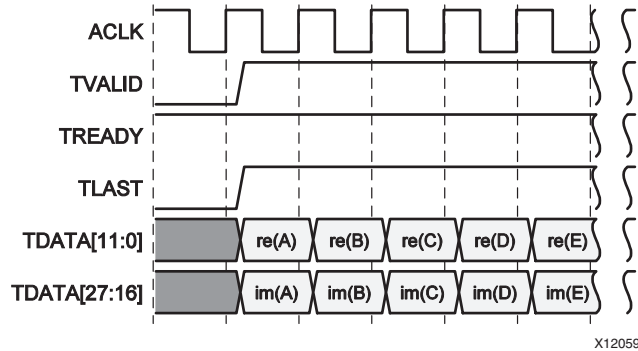 ACLK
TVALID
TREADY
TLAST
TDATA[11:0] re(A) re(B) re(C) re(D) re(E)
TDATA[27:16] im(A) im(B) im(C) im(D) im(E)
X12059